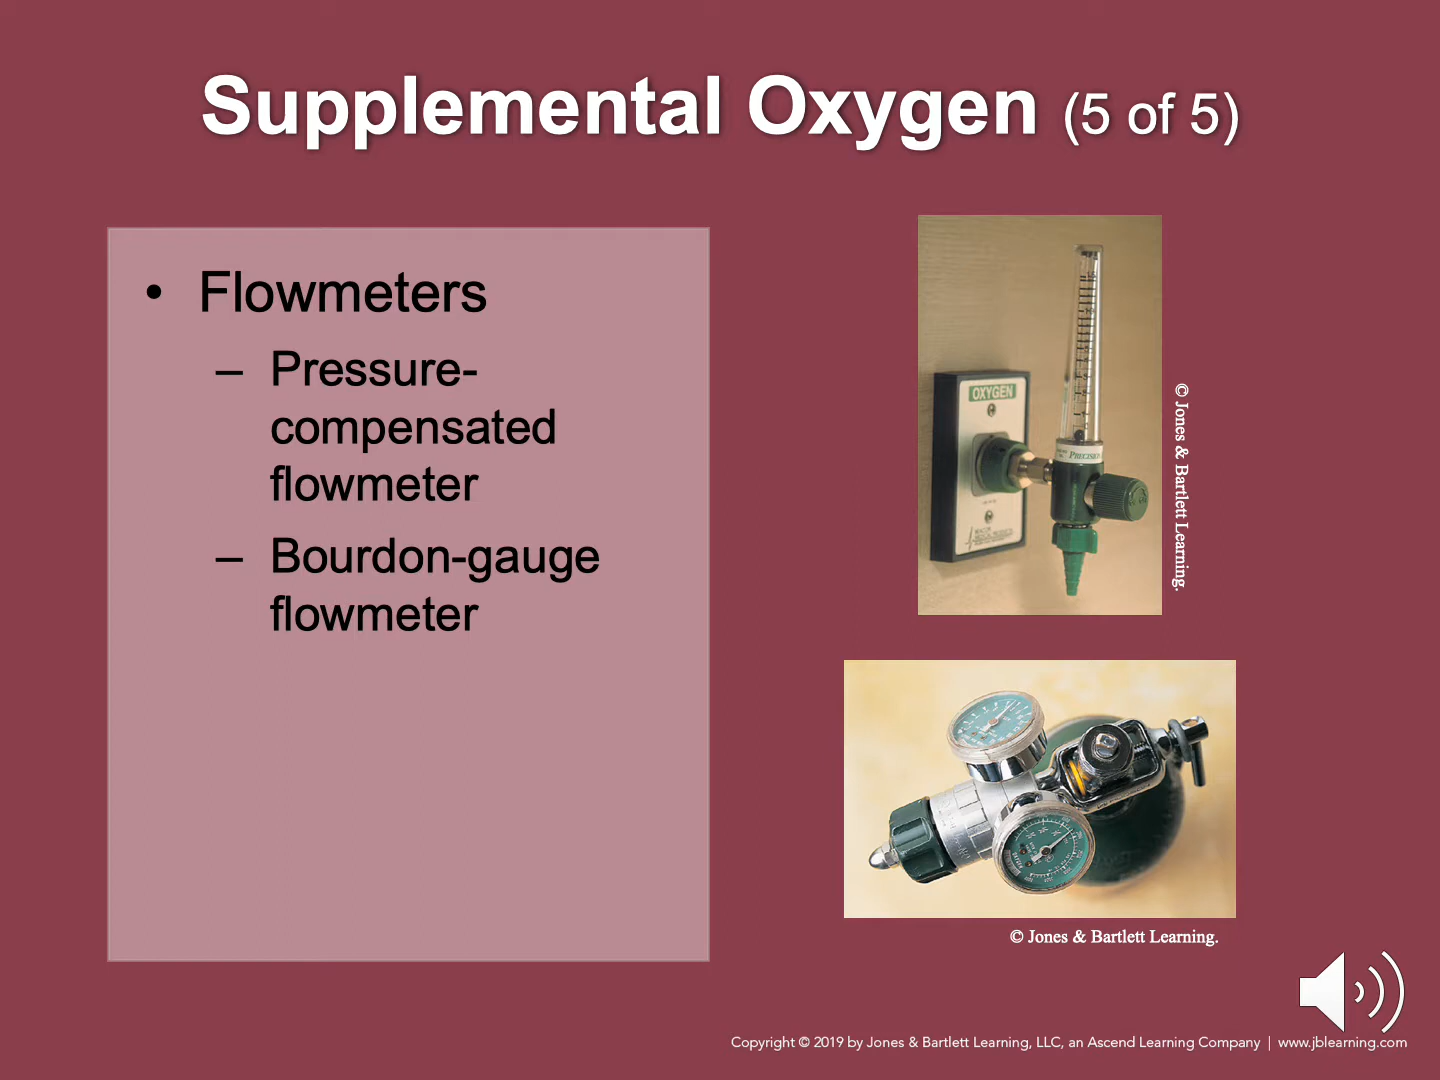 Supplemental Oxygen (5 of 5)
• Flowmeters
– Pressure-
compensated
flowmeter
– Bourdon-gauge
flowmeter
OXYGEN
PRECISION
© Jones & Bartlett Learning.
© Jones & Bartlett Learning.
Copyright © 2019 by Jones & Bartlett Learning, LLC, an Ascend Learning Company | www.jblearning.com